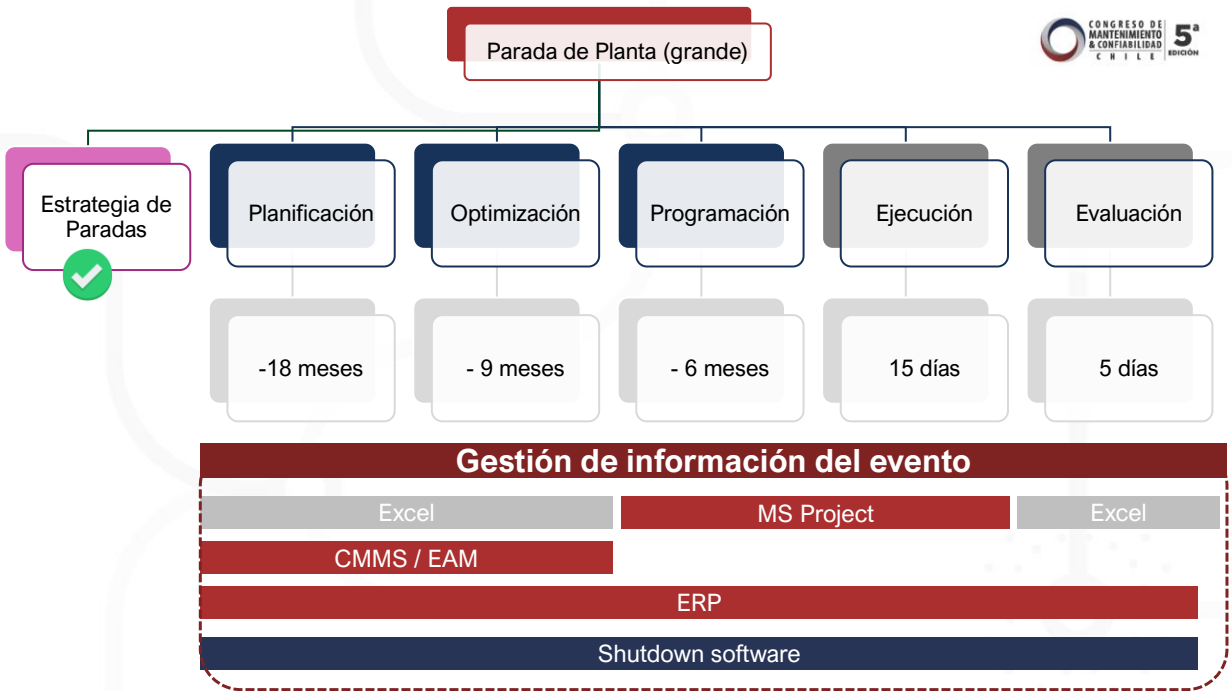 Parada de Planta (grande)
CONGRESO DE
MANTENIMIENTO
& CONFIABILIDAD
CHILE
5ª
EDICIÓN
Estrategia de
Paradas
Planificación
Optimización
Programación
Ejecución
Evaluación
-18 meses
- 9 meses
- 6 meses
15 días
5 días
Gestión de información del evento
Excel
MS Project
Excel
CMMS / EAM
ERP
Shutdown software